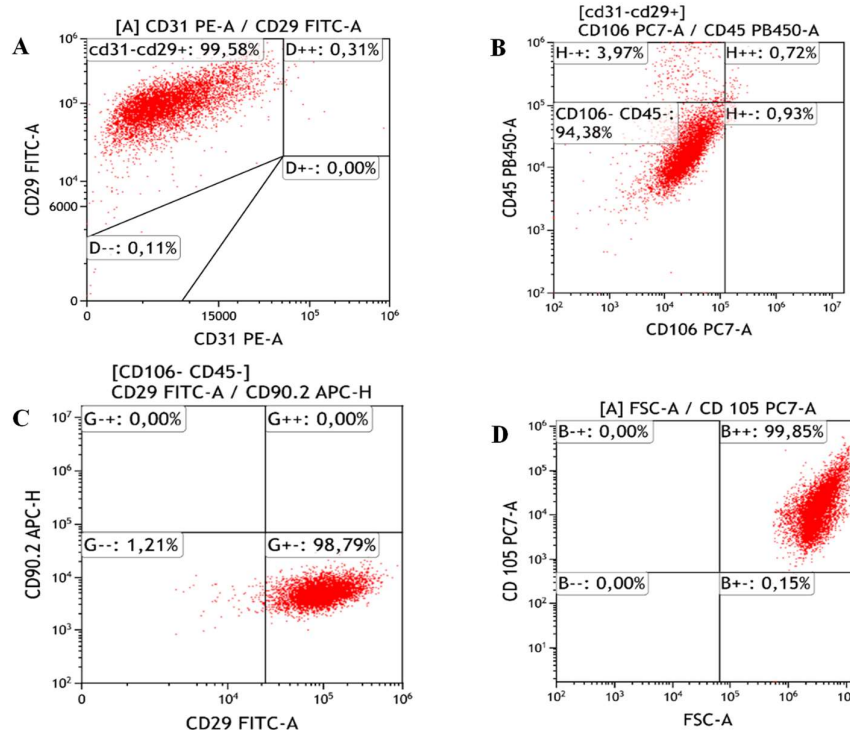 A
[A] CD31 PE-A / CD29 FITC-A
cd31-cd29+: 99,58%
D++: 0,31%
D+-: 0,00%
D--: 0,11%
10⁶
10⁵
10⁴
6000
0
0
15000
10⁵
10⁶
CD29 FITC-A
CD31 PE-A
B
[cd31-cd29+]
CD106 PC7-A / CD45 PB450-A
H-+: 3,97%
H++: 0,72%
CD106- CD45-:
94,38%
H+-: 0,93%
10⁶
10⁵
10⁴
10³
10²
10²
10³
10⁴
10⁵
10⁶
10⁷
CD45 PB450-A
CD106 PC7-A
C
[CD106- CD45-]
CD29 FITC-A / CD90.2 APC-H
G-+: 0,00%
G++: 0,00%
G--: 1,21%
G+-: 98,79%
10⁷
10⁶
10⁵
10⁴
10³
10²
0
10⁴
10⁵
10⁶
CD90.2 APC-H
CD29 FITC-A
D
[A] FSC-A / CD 105 PC7-A
B-+: 0,00%
B++: 99,85%
B--: 0,00%
B+-: 0,15%
10⁶
10⁵
10⁴
10³
10²
10¹
10²
10³
10⁴
10⁵
10⁶
10
CD 105 PC7-A
FSC-A